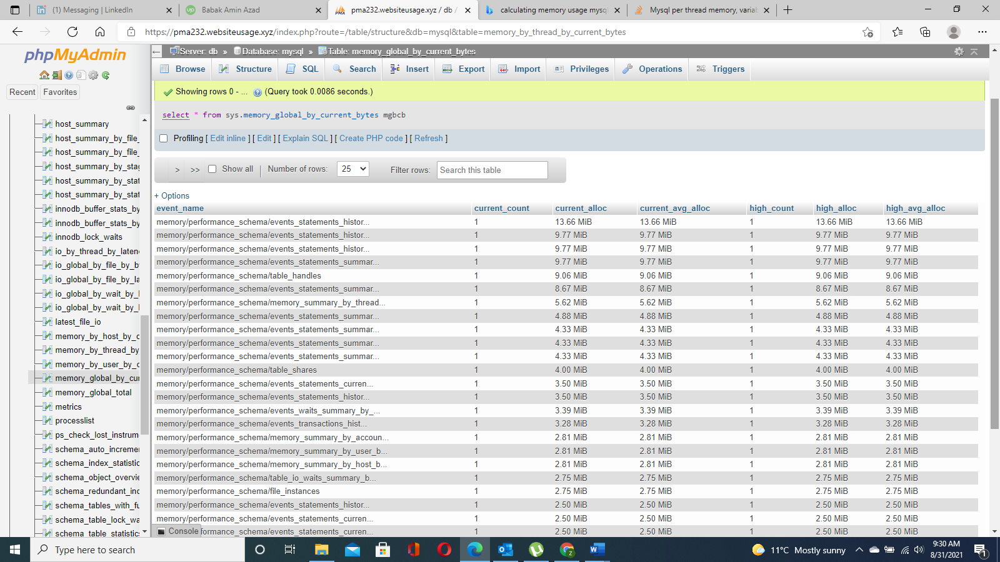 (1) Messaging | LinkedIn
Babak Amin Azad
pma232.websiteusage.xyz / db /
calculating memory usage mysql
Mysql per thread memory, variab
https://pma232.websiteusage.xyz/index.php?route=/table/structure&db=mysql&table=memory_by_thread_by_current_bytes
phpMyAdmin
Recent
Favorites
host_summary
host_summary_by_file_
host_summary_by_file_
host_summary_by_stag
host_summary_by_stat
host_summary_by_stat
innodb_buffer_stats_by
innodb_buffer_stats_by
innodb_lock_waits
io_by_thread_by_laten
io_global_by_file_by_b
io_global_by_file_by_la
io_global_by_wait_by_l
io_global_by_wait_by_l
latest_file_io
memory_by_host_by_c
memory_by_thread_by
memory_by_user_by_c
memory_global_by_cur
memory_global_total
metrics
processlist
ps_check_lost_instrum
schema_auto_increme
schema_index_statistic
schema_object_overvie
schema_redundant_ind
schema_tables_with_fu
schema_table_lock_wa
schema_table_statistic
Server: db » Database: mysql » Table: memory_global_by_current_bytes
Browse Structure SQL Search Insert Export Import Privileges Operations Triggers
Showing rows 0 - ... (Query took 0.0086 seconds.)
select * from sys.memory_global_by_current_bytes mgbcb
Profiling [ Edit inline ] [ Edit ] [ Explain SQL ] [ Create PHP code ] [ Refresh ]
> >> Show all | Number of rows: 25 Filter rows: Search this table
+ Options
event_name current_count current_alloc current_avg_alloc high_count high_alloc high_avg_alloc
memory/performance_schema/events_statements_histor... 1 13.66 MiB 13.66 MiB 1 13.66 MiB 13.66 MiB
memory/performance_schema/events_statements_histor... 1 9.77 MiB 9.77 MiB 1 9.77 MiB 9.77 MiB
memory/performance_schema/events_statements_histor... 1 9.77 MiB 9.77 MiB 1 9.77 MiB 9.77 MiB
memory/performance_schema/events_statements_summar... 1 9.77 MiB 9.77 MiB 1 9.77 MiB 9.77 MiB
memory/performance_schema/table_handles 1 9.06 MiB 9.06 MiB 1 9.06 MiB 9.06 MiB
memory/performance_schema/events_statements_summar... 1 8.67 MiB 8.67 MiB 1 8.67 MiB 8.67 MiB
memory/performance_schema/memory_summary_by_thread... 1 5.62 MiB 5.62 MiB 1 5.62 MiB 5.62 MiB
memory/performance_schema/events_statements_summar... 1 4.88 MiB 4.88 MiB 1 4.88 MiB 4.88 MiB
memory/performance_schema/events_statements_summar... 1 4.33 MiB 4.33 MiB 1 4.33 MiB 4.33 MiB
memory/performance_schema/events_statements_summar... 1 4.33 MiB 4.33 MiB 1 4.33 MiB 4.33 MiB
memory/performance_schema/events_statements_summar... 1 4.33 MiB 4.33 MiB 1 4.33 MiB 4.33 MiB
memory/performance_schema/table_shares 1 4.00 MiB 4.00 MiB 1 4.00 MiB 4.00 MiB
memory/performance_schema/events_statements_curren... 1 3.50 MiB 3.50 MiB 1 3.50 MiB 3.50 MiB
memory/performance_schema/events_statements_histor... 1 3.50 MiB 3.50 MiB 1 3.50 MiB 3.50 MiB
memory/performance_schema/events_waits_summary_by_... 1 3.39 MiB 3.39 MiB 1 3.39 MiB 3.39 MiB
memory/performance_schema/events_transactions_hist... 1 3.28 MiB 3.28 MiB 1 3.28 MiB 3.28 MiB
memory/performance_schema/memory_summary_by_accoun... 1 2.81 MiB 2.81 MiB 1 2.81 MiB 2.81 MiB
memory/performance_schema/memory_summary_by_user_b... 1 2.81 MiB 2.81 MiB 1 2.81 MiB 2.81 MiB
memory/performance_schema/memory_summary_by_host_b... 1 2.81 MiB 2.81 MiB 1 2.81 MiB 2.81 MiB
memory/performance_schema/table_io_waits_summary_b... 1 2.75 MiB 2.75 MiB 1 2.75 MiB 2.75 MiB
memory/performance_schema/file_instances 1 2.75 MiB 2.75 MiB 1 2.75 MiB 2.75 MiB
memory/performance_schema/events_statements_histor... 1 2.50 MiB 2.50 MiB 1 2.50 MiB 2.50 MiB
memory/performance_schema/events_statements_curren... 1 2.50 MiB 2.50 MiB 1 2.50 MiB 2.50 MiB
Console formance_schema/events_statements_curren... 1 2.50 MiB 2.50 MiB 1 2.50 MiB 2.50 MiB
Type here to search
11°C Mostly sunny
9:30 AM
8/31/2021
1